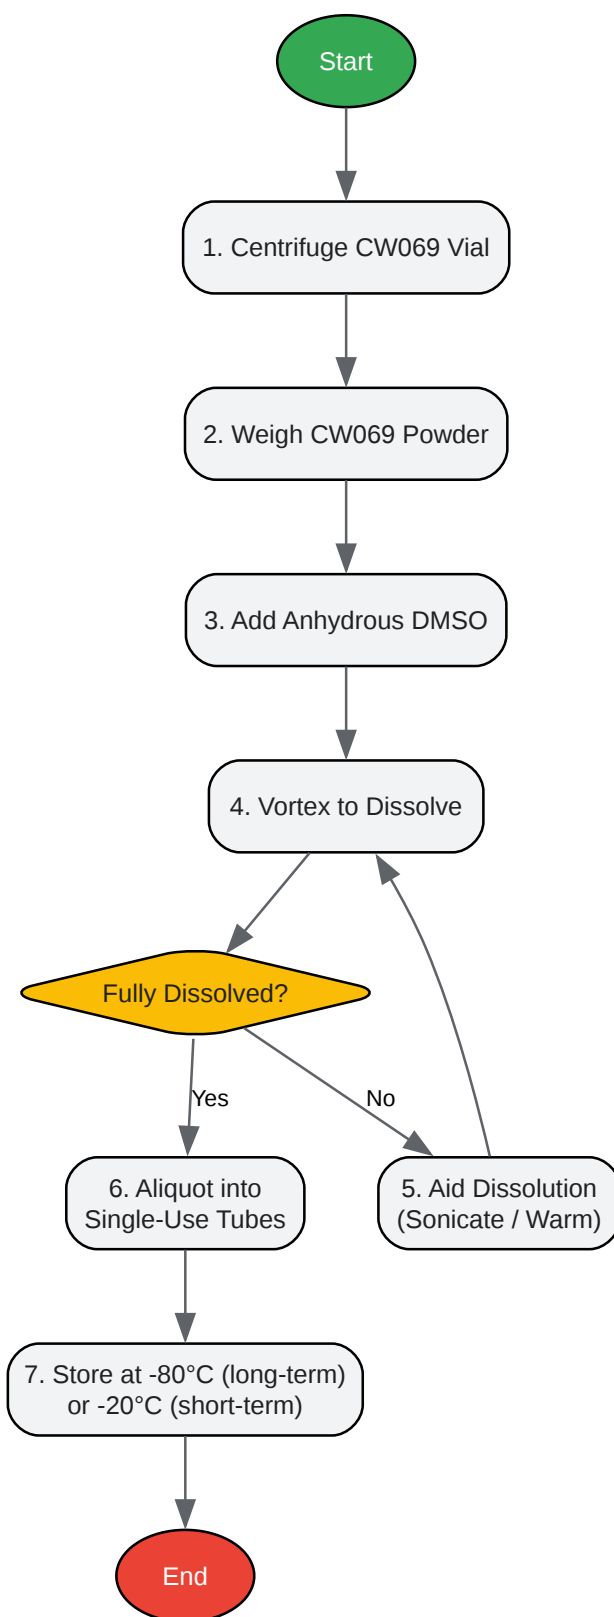 Start
1. Centrifuge CW069 Vial
2. Weigh CW069 Powder
3. Add Anhydrous DMSO
4. Vortex to Dissolve
Fully Dissolved?
Yes
No
6. Aliquot into
Single-Use Tubes
5. Aid Dissolution
(Sonicate / Warm)
7. Store at -80°C (long-term)
or -20°C (short-term)
End